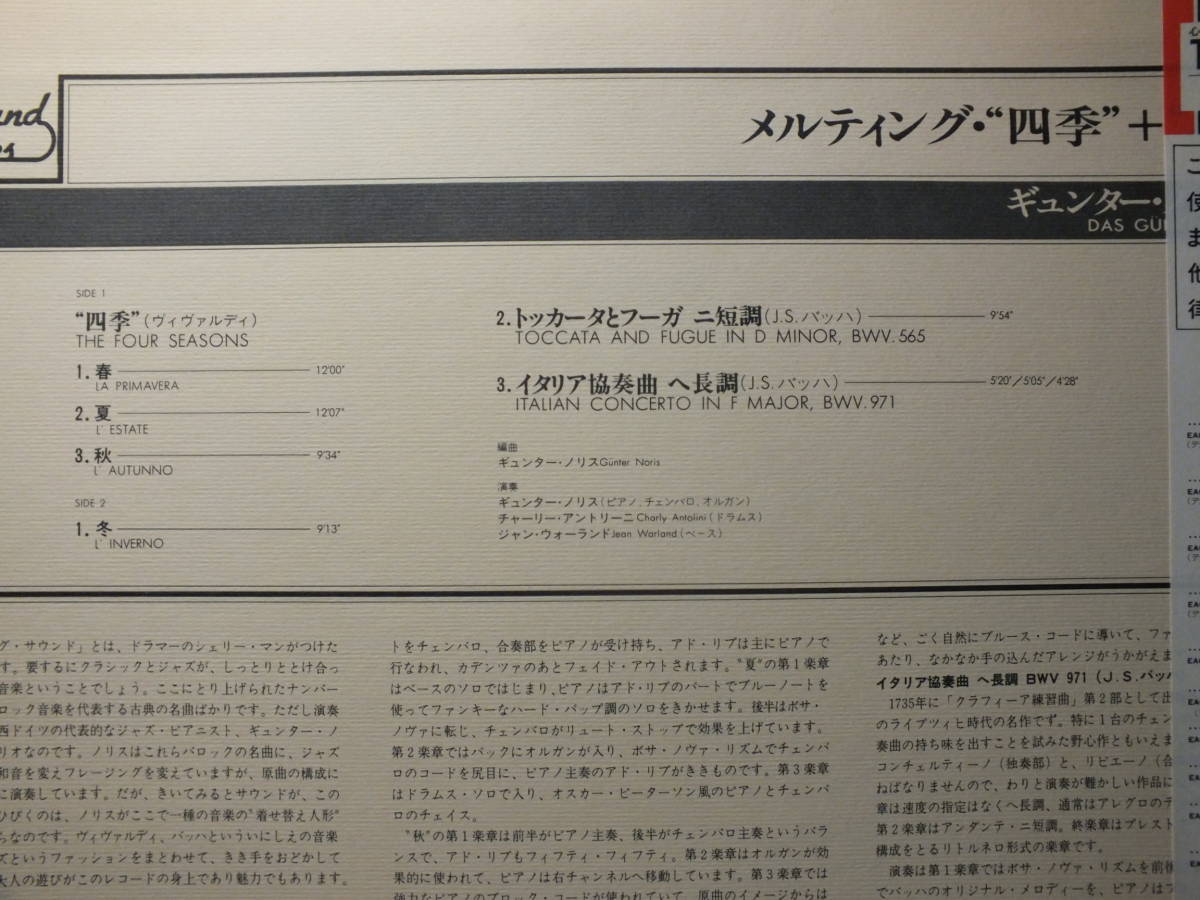 メルティング・“四季”＋
ギュンター・
DAS GÜN
SIDE 1
“四季”(ヴィヴァルディ)
THE FOUR SEASONS
1.春 12'00"
LA PRIMAVERA
2.夏 12'07"
L' ESTATE
3.秋 9'34"
L' AUTUNNO
SIDE 2
1.冬 9'13"
L' INVERNO
2.トッカータとフーガ ニ短調(J.S.バッハ) 9'54"
TOCCATA AND FUGUE IN D MINOR, BWV.565
3.イタリア協奏曲 ヘ長調(J.S.バッハ) 5'20"/5'05"/4'28"
ITALIAN CONCERTO IN F MAJOR, BWV.971
編曲
ギュンター・ノリスGünter Noris
演奏
ギュンター・ノリス(ピアノ、チェンバロ、オルガン)
チャーリー・アントリーニCharly Antolini(ドラムス)
ジャン・ウォーランドJean Warland(ベース)
グ・サウンド」とは、ドラマーのシェリー・マンがつけた
す。要するにクラシックとジャズが、しっとりととけ合っ
音楽ということでしょう。ここにとり上げられたナンバー
ロック音楽を代表する古典の名曲ばかりです。ただし演奏
西ドイツの代表的なジャズ・ピアニスト、ギュンター・ノ
リオなのです。ノリスはこれらバロックの名曲に、ジャズ
和音を変えフレージングを変えていますが、原曲の構成に
に演奏しています。だが、きいてみるとサウンドが、この
ひびくのは、ノリスがここで一種の音楽の“着せ替え人形”
らなのです。ヴィヴァルディ、バッハといういにしえの音楽
ズというファッションをまとわせて、きき手をおどかして
大人の遊びがこのレコードの身上であり魅力でもあります。
トをチェンバロ、合奏部をピアノが受け持ち、アド・リブは主にピアノで
行なわれ、カデンツァのあとフェイド・アウトされます。“夏”の第1楽章
はベースのソロではじまり、ピアノはアド・リブのパートでブルーノートを
使ってファンキーなハード・バップ調のソロをきかせます。後半はボサ・
ノヴァに転じ、チェンバロがリュート・ストップで効果を上げています。
第2楽章ではバックにオルガンが入り、ボサ・ノヴァ・リズムでチェンバ
ロのコードを尻目に、ピアノ主奏のアド・リブがききものです。第3楽章
はドラムス・ソロで入り、オスカー・ピーターソン風のピアノとチェンバ
ロのチェイス。
“秋”の第1楽章は前半がピアノ主奏、後半がチェンバロ主奏というバラ
ンスで、アド・リブもフィフティ・フィフティ。第2楽章はオルガンが効
果的に使われて、ピアノは右チャンネルへ移動しています。第3楽章では
強力なピアノのブロック・コードが使われていて、原曲のイメージからは
など、ごく自然にブルース・コードに導いて、ファ
あたり、なかなか手の込んだアレンジがうかがえま
イタリア協奏曲 ヘ長調 BWV 971 (J.S.バッハ
1735年に「クラフィーア練習曲」第2部として出
のライプツィヒ時代の名作です。特に1台のチェン
奏曲の持ち味を出すことを試みた野心作ともいえま
コンチェルティーノ(独奏部)と、リピエーノ(合
ねばなりませんので、わりと演奏が難かしい作品に
章は速度の指定はなくヘ長調、通常はアレグロのテ
第2楽章はアンダンテ・ニ短調。終楽章はプレスト
構成をとるリトルネロ形式の楽章です。
演奏は第1楽章ではボサ・ノヴァ・リズムを前後
でバッハのオリジナル・メロディーを、ピアノはア
使
ま
他
律